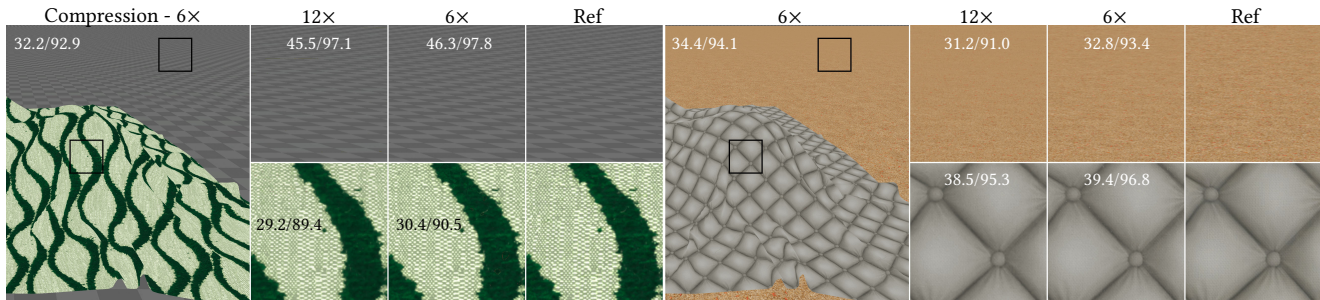 Compression - 6× 12× 6× Ref 6× 12× 6× Ref
32.2/92.9 45.5/97.1 46.3/97.8 34.4/94.1 31.2/91.0 32.8/93.4
38.5/95.3 39.4/96.8
29.2/89.4 30.4/90.5